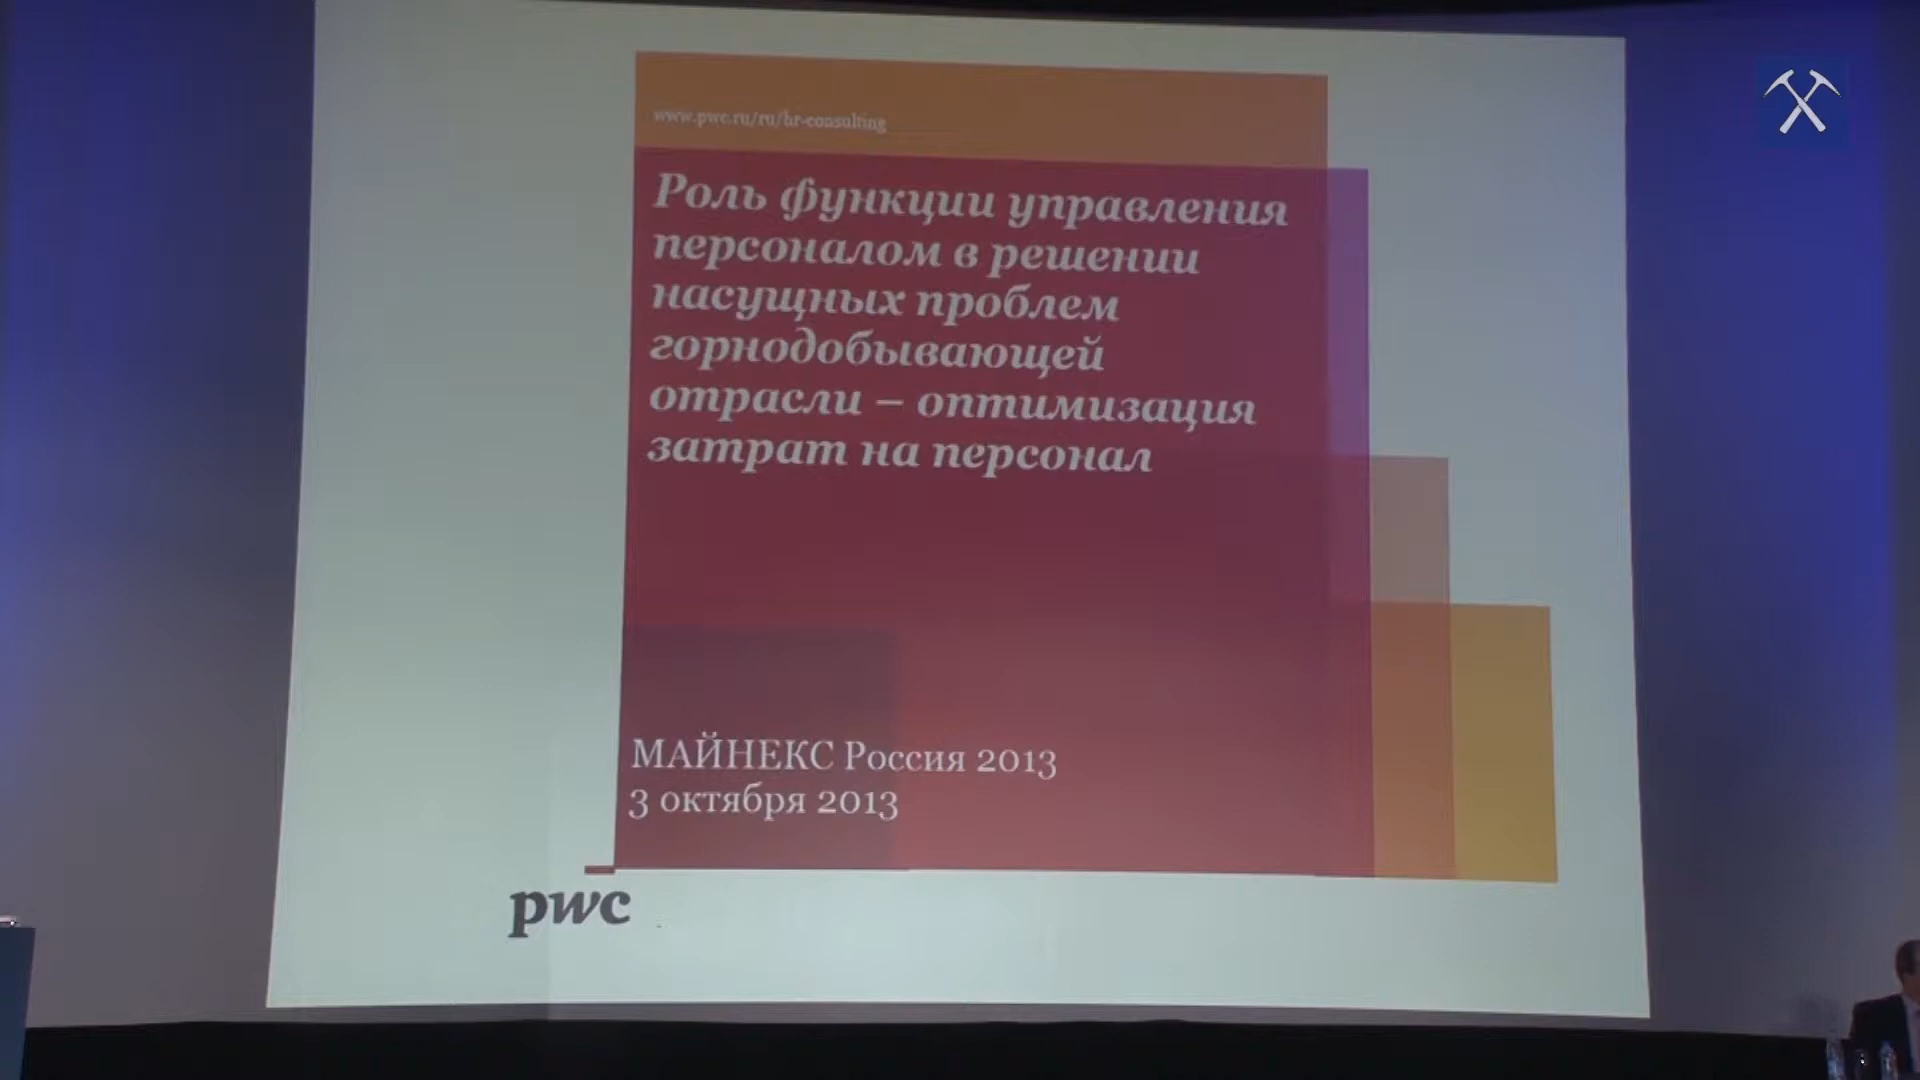 www.pwc.ru/ru/hr-consulting
Роль функции управления
персоналом в решении
насущных проблем
горнодобывающей
отрасли – оптимизация
затрат на персонал
МАЙНЕКС Россия 2013
3 октября 2013
pwc